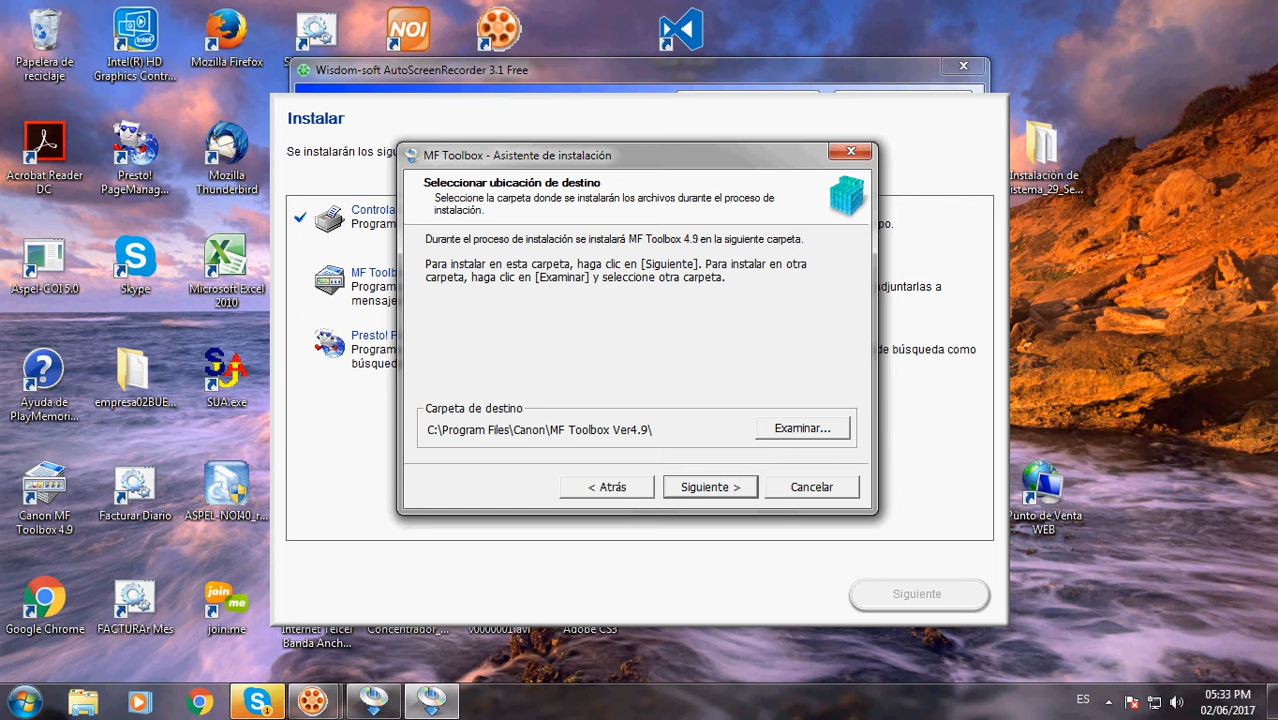 Papelera de
reciclaje
Intel(R) HD
Graphics Contr...
Mozilla Firefox
NOI
Wisdom-soft AutoScreenRecorder 3.1 Free
Instalar
Se instalarán los sigu
MF Toolbox - Asistente de instalación
Seleccionar ubicación de destino
Seleccione la carpeta donde se instalarán los archivos durante el proceso de
instalación.
Durante el proceso de instalación se instalará MF Toolbox 4.9 en la siguiente carpeta.
Para instalar en esta carpeta, haga clic en [Siguiente]. Para instalar en otra
carpeta, haga clic en [Examinar] y seleccione otra carpeta.
Carpeta de destino
C:\Program Files\Canon\MF Toolbox Ver4.9\
Examinar...
< Atrás
Siguiente >
Cancelar
Controla
Program
po.
MF Toolb
Program
mensaje
adjuntarlas a
Presto! P
Program
búsqueda
de búsqueda como
Siguiente
Acrobat Reader
DC
Presto!
PageManag...
Mozilla
Thunderbird
Instalación de
istema_29_Se...
Aspel-COI 5.0
Skype
Microsoft Excel
2010
Ayuda de
PlayMemori...
empresa02BUE...
SUA.exe
Canon MF
Toolbox 4.9
Facturar Diario
ASPEL-NOI40_r...
Punto de Venta
WEB
Google Chrome
FACTURAr Mes
join
me
join.me
Internet Telcel
Banda Anch...
Concentrador_...
v0000001.avi
Adobe CS3
ES
05:33 PM
02/06/2017